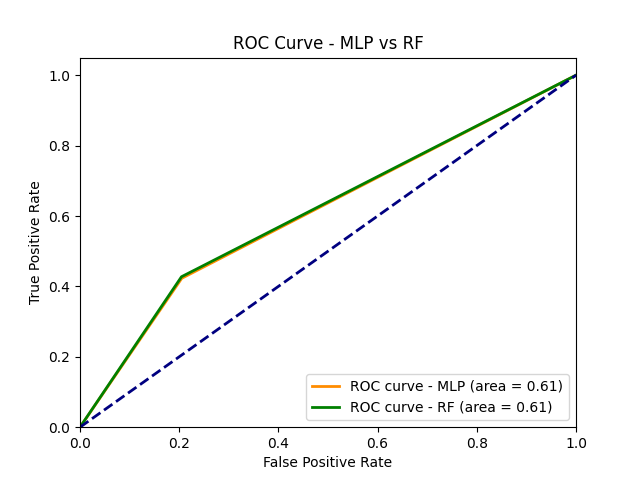 ROC Curve - MLP vs RF
True Positive Rate
1.0
0.8
0.6
0.4
0.2
0.0
0.0 0.2 0.4 0.6 0.8 1.0
False Positive Rate
ROC curve - MLP (area = 0.61)
ROC curve - RF (area = 0.61)